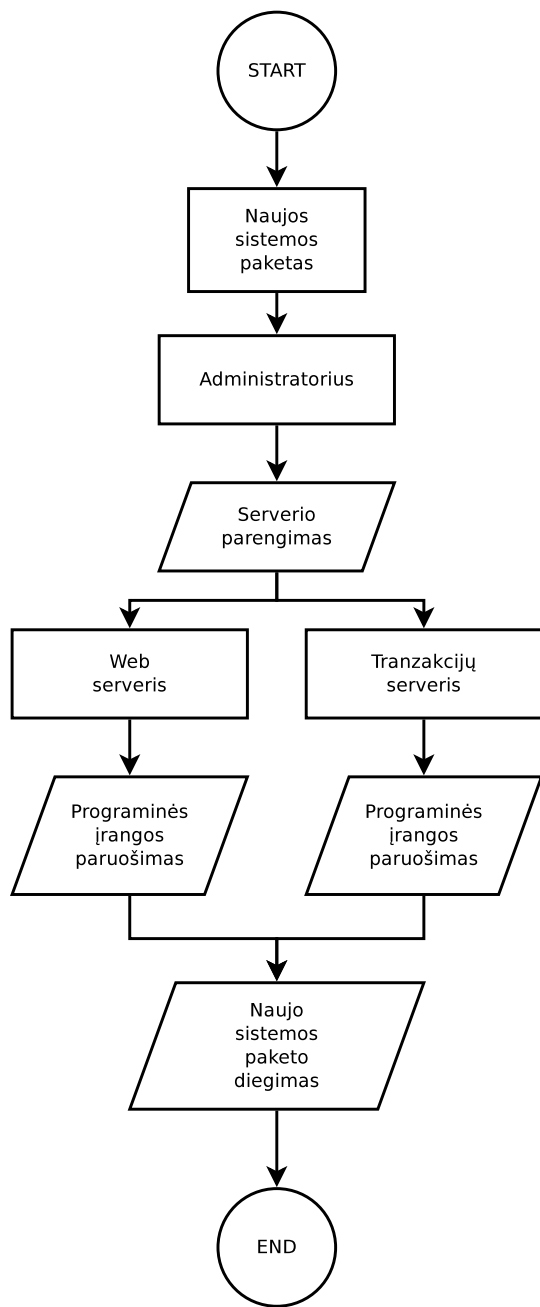 START
Naujos
sistemos
paketas
Administratorius
Serverio
parengimas
Web
serveris
Tranzakcijų
serveris
Programinės
įrangos
paruošimas
Programinės
įrangos
paruošimas
Naujo
sistemos
paketo
diegimas
END